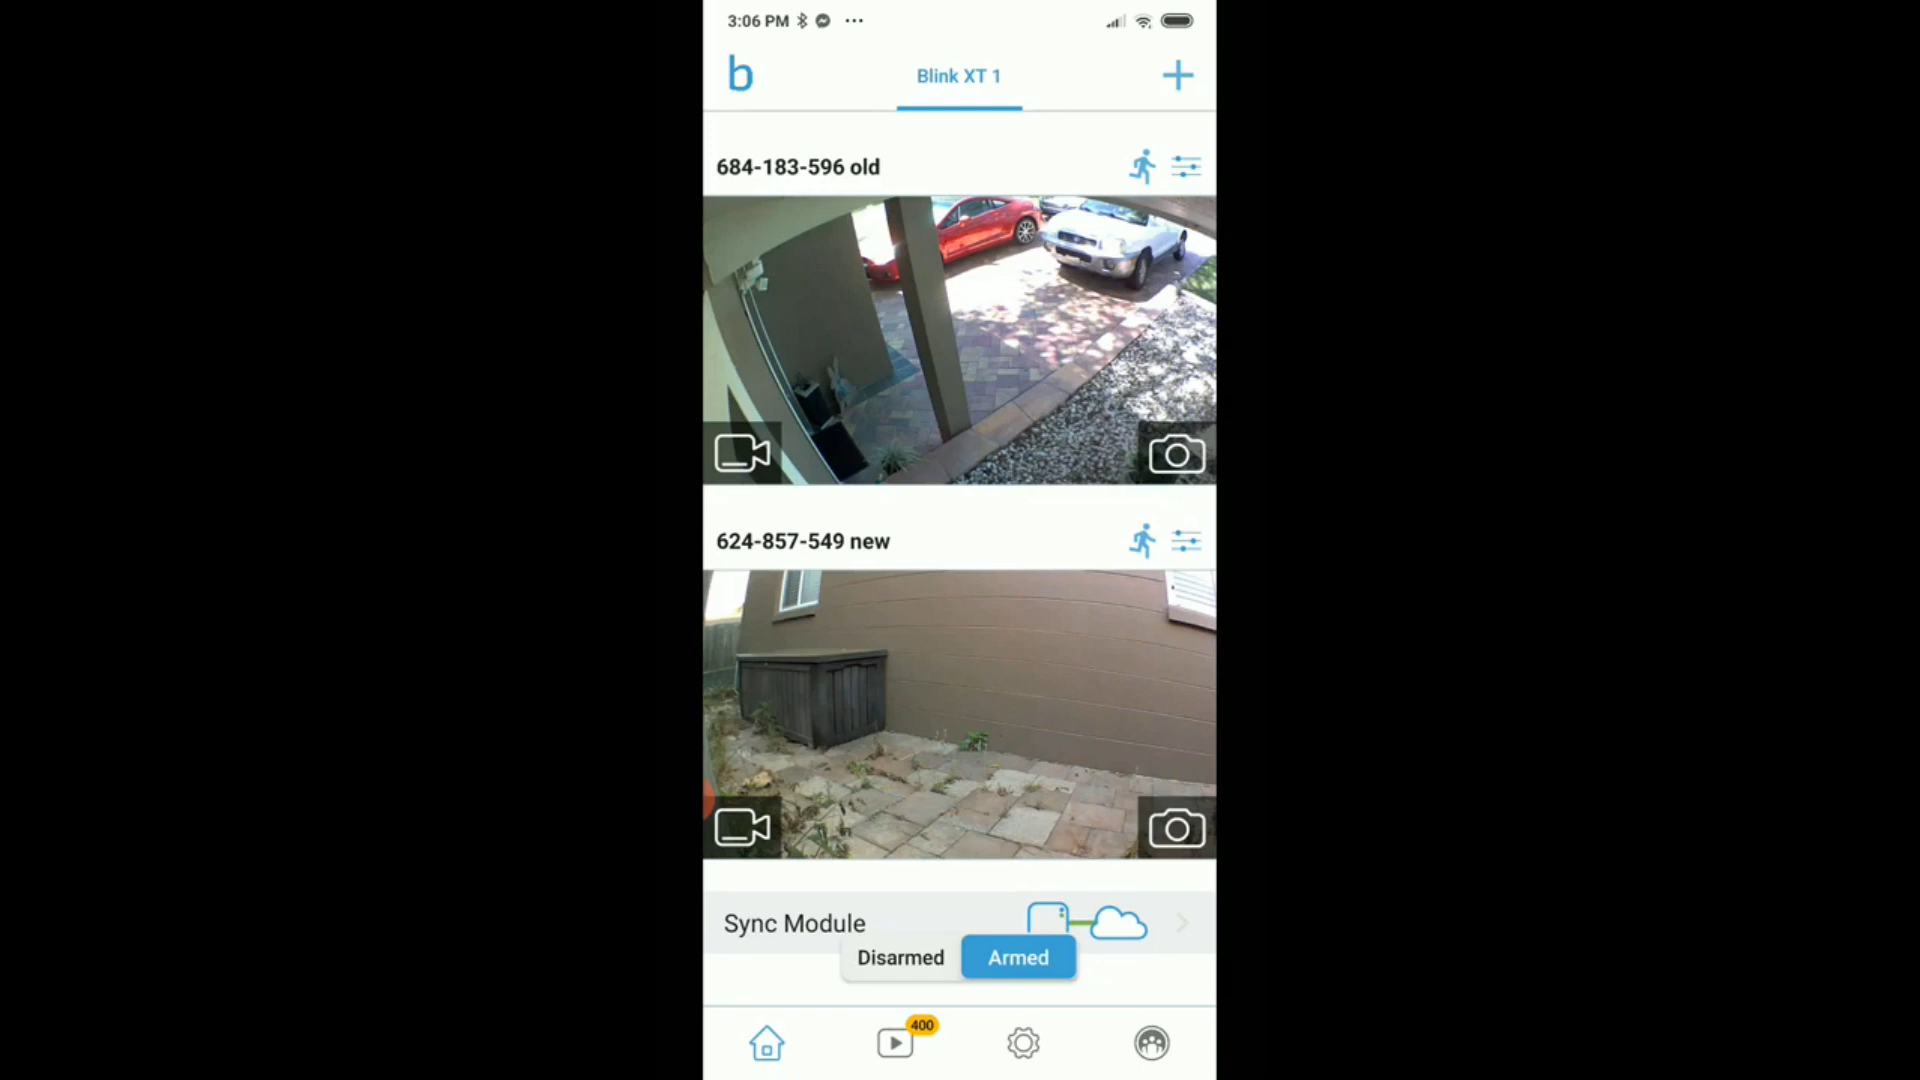 3:06 PM
b
Blink XT 1
684-183-596 old
624-857-549 new
Sync Module
Disarmed
Armed
400